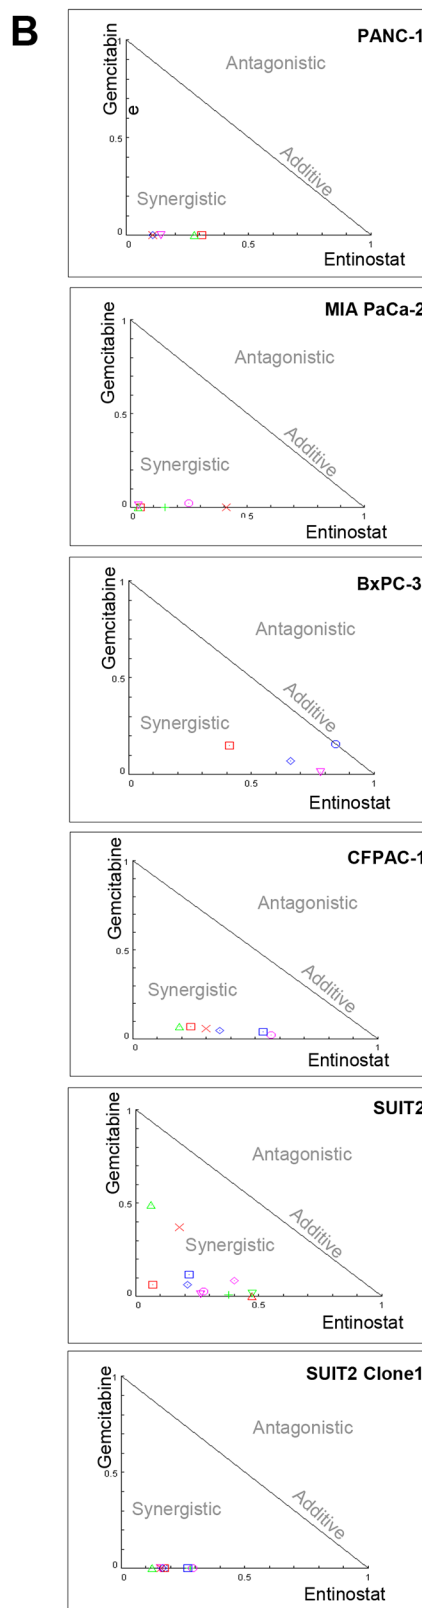 B
PANC-1
Gemcitabin
e
Antagonistic
Additive
Synergistic
1
0.5
0
0
0.5
1
Entinostat
MIA PaCa-2
Gemcitabine
Antagonistic
Additive
Synergistic
1
0.5
0
0
0.5
1
Entinostat
BxPC-3
Gemcitabine
Antagonistic
Additive
Synergistic
1
0.5
0
0
0.5
1
Entinostat
CFPAC-1
Gemcitabine
Antagonistic
Additive
Synergistic
1
0.5
0
0
0.5
1
Entinostat
SUIT2
Gemcitabine
Antagonistic
Additive
Synergistic
1
0.5
0
0
0.5
1
Entinostat
SUIT2 Clone1
Gemcitabine
Antagonistic
Additive
Synergistic
1
0.5
0
0
0.5
1
Entinostat